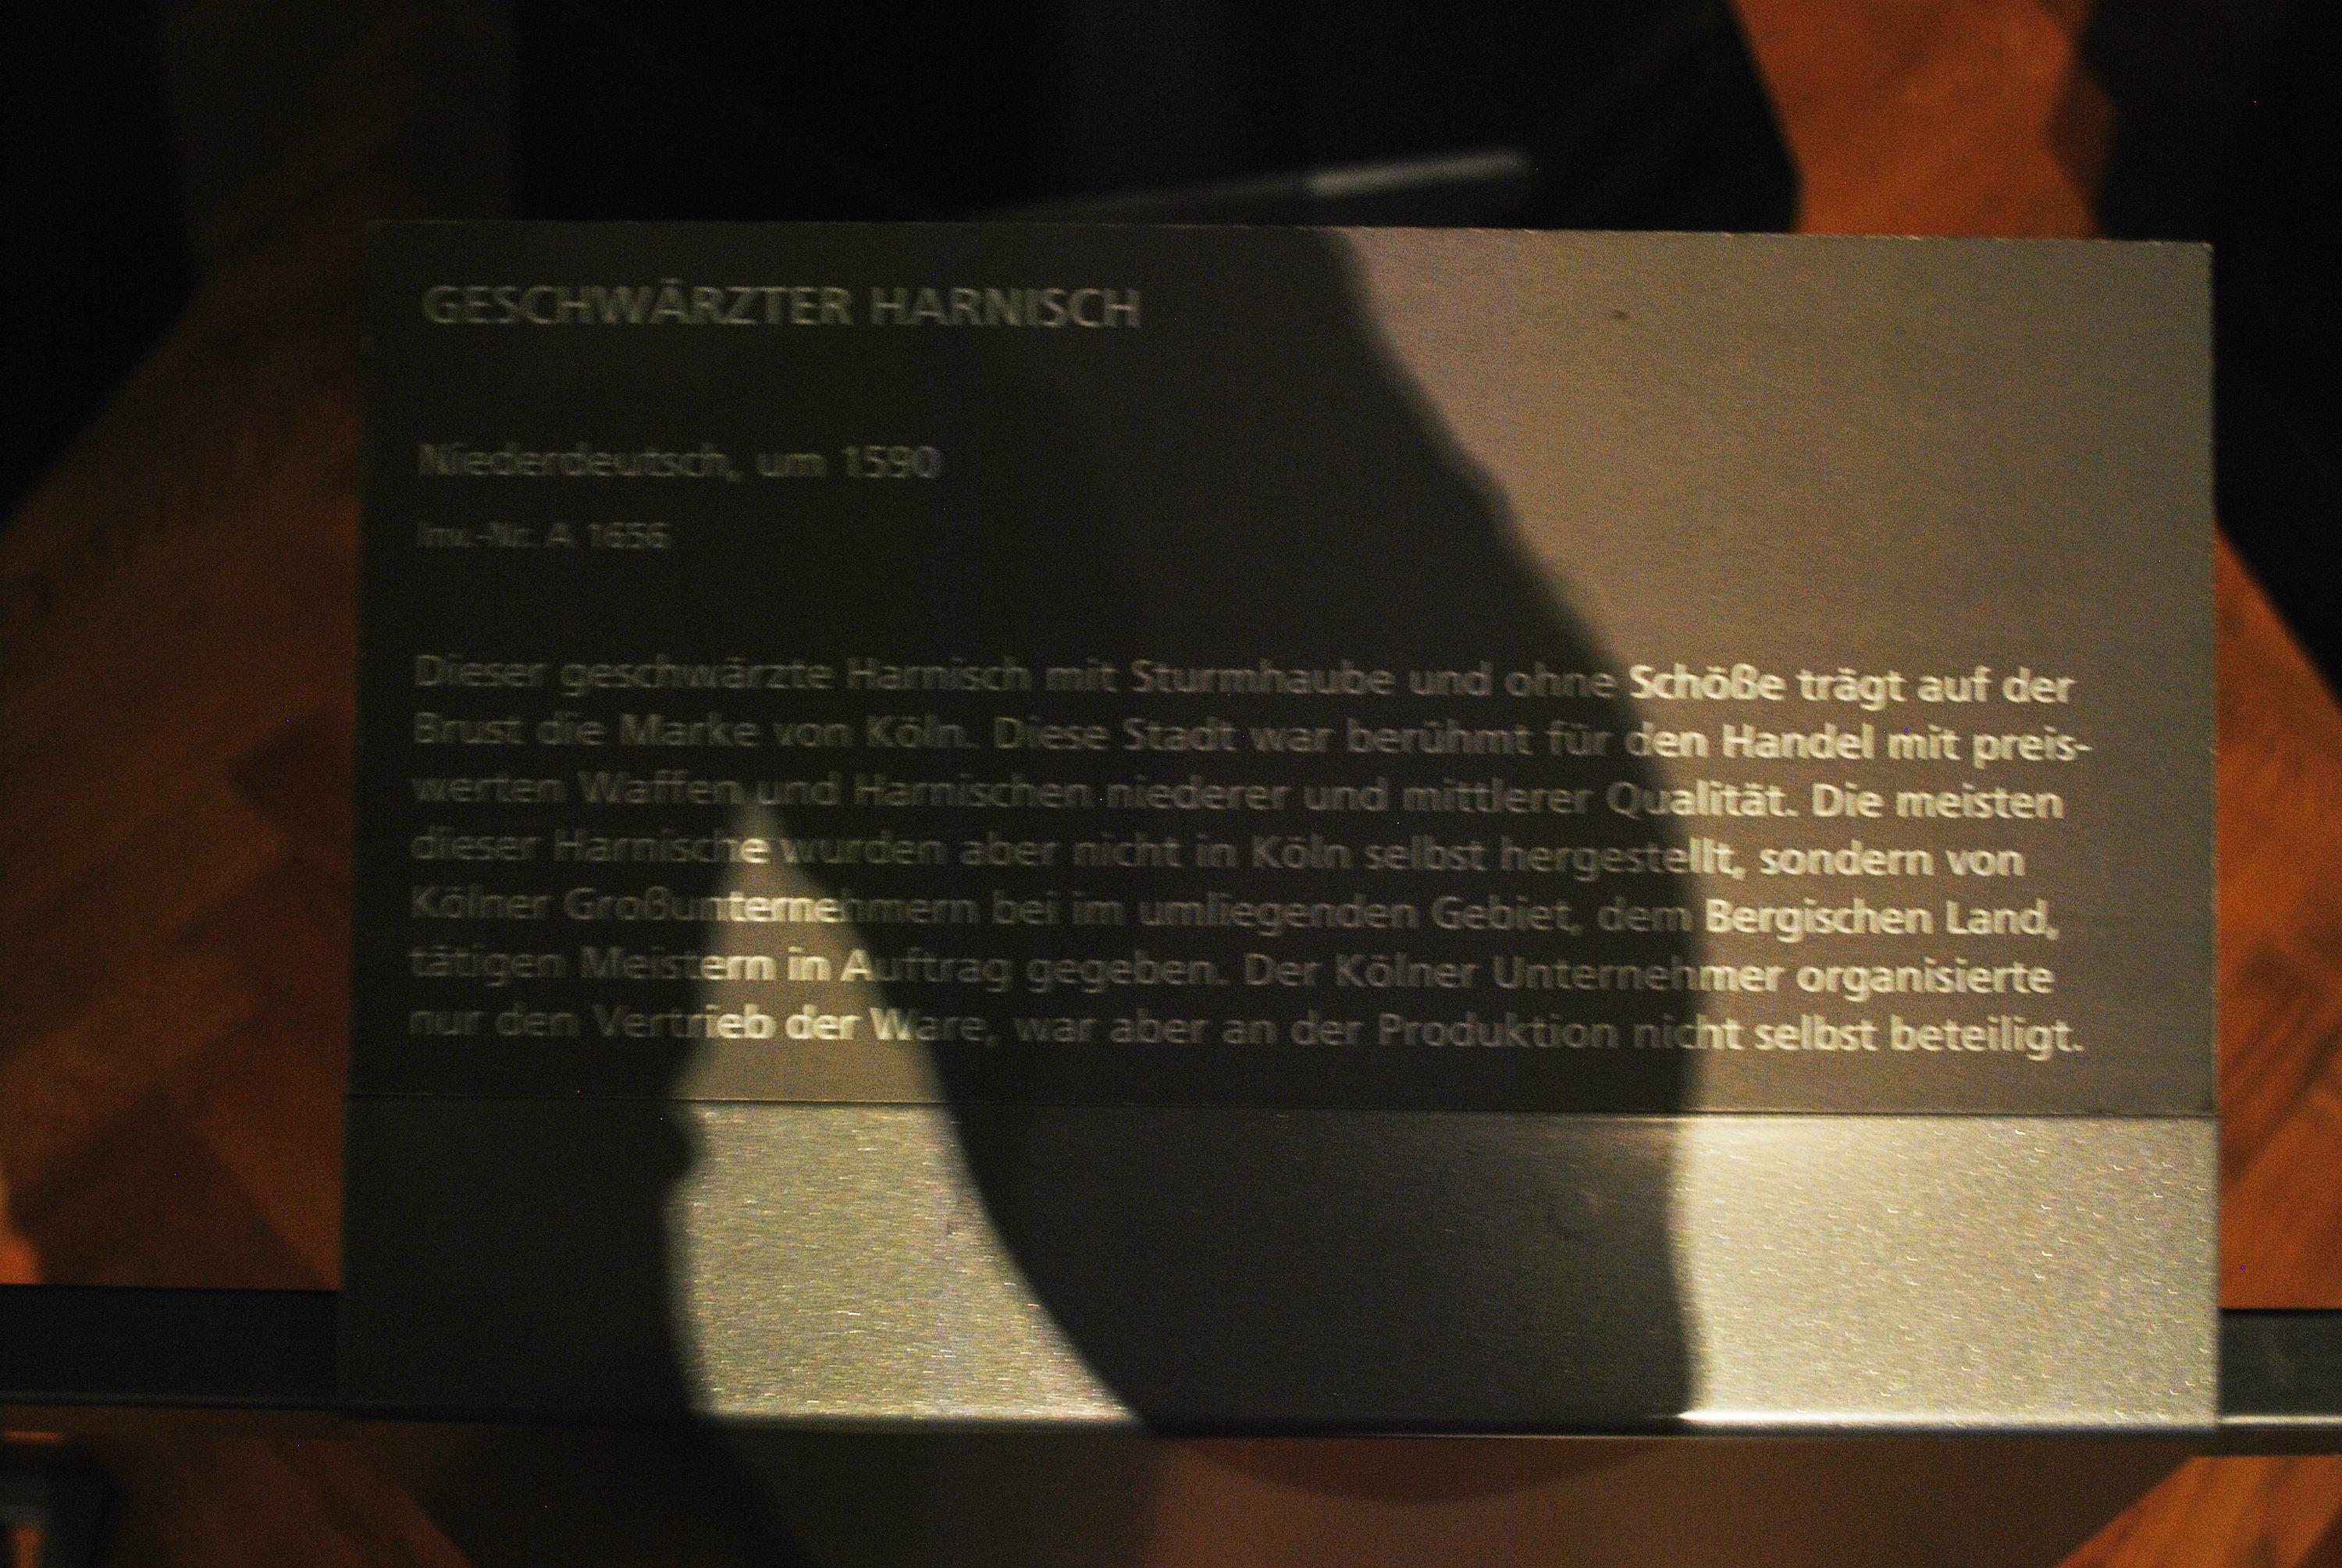 GESCHWÄRZTER HARNISCH
Niederdeutsch, um 1590
Inv.-Nr. A 1656
Dieser geschwärzte Harnisch mit Sturmhaube und ohne Schöße trägt auf der
Brust die Marke von Köln. Diese Stadt war berühmt für den Handel mit preis-
werten Waffen und Harnischen niederer und mittlerer Qualität. Die meisten
dieser Harnische wurden aber nicht in Köln selbst hergestellt, sondern von
Kölner Großunternehmern bei im umliegenden Gebiet, dem Bergischen Land,
tätigen Meistern in Auftrag gegeben. Der Kölner Unternehmer organisierte
nur den Vertrieb der Ware, war aber an der Produktion nicht selbst beteiligt.